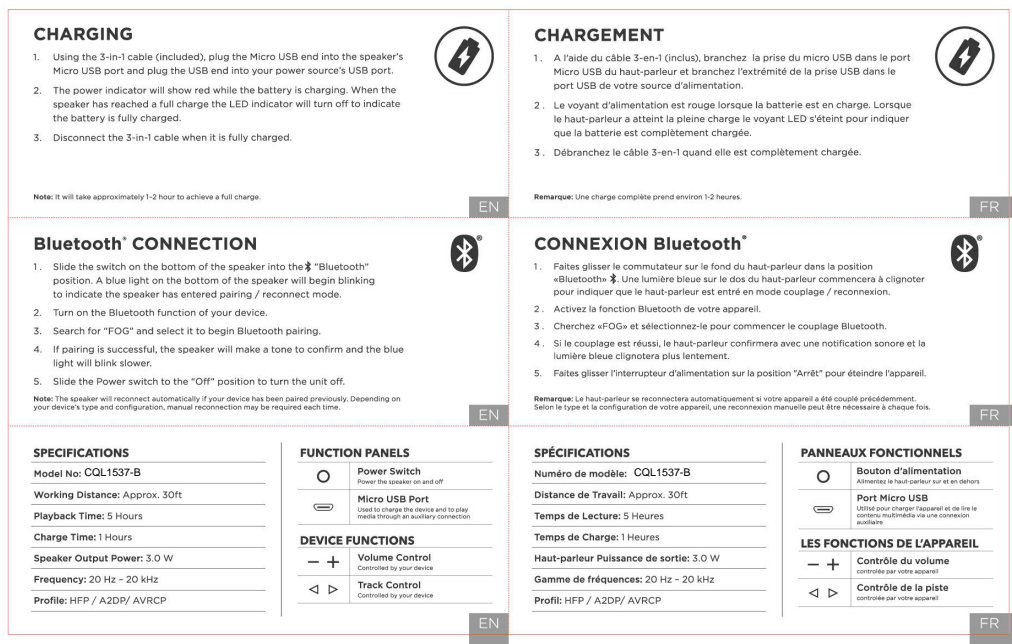 CHARGING
1. Using the 3-in-1 cable (included), plug the Micro USB end into the speaker's
Micro USB port and plug the USB end into your power source's USB port.
2. The power indicator will show red while the battery is charging. When the
speaker has reached a full charge the LED indicator will turn off to indicate
the battery is fully charged.
3. Disconnect the 3-in-1 cable when it is fully charged.
Note: It will take approximately 1-2 hour to achieve a full charge.
EN
CHARGEMENT
1. A l'aide du câble 3-en-1 (inclus), branchez la prise du micro USB dans le port
Micro USB du haut-parleur et branchez l'extrémité de la prise USB dans le
port USB de votre source d'alimentation.
2. Le voyant d'alimentation est rouge lorsque la batterie est en charge. Lorsque
le haut-parleur a atteint la pleine charge le voyant LED s'éteint pour indiquer
que la batterie est complètement chargée.
3. Débranchez le câble 3-en-1 quand elle est complètement chargée.
Remarque: Une charge complète prend environ 1-2 heures.
FR
Bluetooth® CONNECTION
®
1. Slide the switch on the bottom of the speaker into the "Bluetooth"
position. A blue light on the bottom of the speaker will begin blinking
to indicate the speaker has entered pairing / reconnect mode.
2. Turn on the Bluetooth function of your device.
3. Search for "FOG" and select it to begin Bluetooth pairing.
4. If pairing is successful, the speaker will make a tone to confirm and the blue
light will blink slower.
5. Slide the Power switch to the "Off" position to turn the unit off.
Note: The speaker will reconnect automatically if your device has been paired previously. Depending on
your device's type and configuration, manual reconnection may be required each time.
EN
CONNEXION Bluetooth®
®
1. Faites glisser le commutateur sur le fond du haut-parleur dans la position
«Bluetooth» . Une lumière bleue sur le dos du haut-parleur commencera à clignoter
pour indiquer que le haut-parleur est entré en mode couplage / reconnexion.
2. Activez la fonction Bluetooth de votre appareil.
3. Cherchez «FOG» et sélectionnez-le pour commencer le couplage Bluetooth.
4. Si le couplage est réussi, le haut-parleur confirmera avec une notification sonore et la
lumière bleue clignotera plus lentement.
5. Faites glisser l'interrupteur d'alimentation sur la position "Arrêt" pour éteindre l'appareil.
Remarque: Le haut-parleur se reconnectera automatiquement si votre appareil a été couplé précédemment.
Selon le type et la configuration de votre appareil, une reconnexion manuelle peut être nécessaire à chaque fois.
FR
SPECIFICATIONS
Model No: CQL1537-B
Working Distance: Approx. 30ft
Playback Time: 5 Hours
Charge Time: 1 Hours
Speaker Output Power: 3.0 W
Frequency: 20 Hz – 20 kHz
Profile: HFP / A2DP/ AVRCP
FUNCTION PANELS
Power Switch
Power the speaker on and off
Micro USB Port
Used to charge the device and to play
media through an auxiliary connection
DEVICE FUNCTIONS
Volume Control
Controlled by your device
Track Control
Controlled by your device
EN
SPÉCIFICATIONS
Numéro de modèle: CQL1537-B
Distance de Travail: Approx. 30ft
Temps de Lecture: 5 Heures
Temps de Charge: 1 Heures
Haut-parleur Puissance de sortie: 3.0 W
Gamme de fréquences: 20 Hz – 20 kHz
Profil: HFP / A2DP/ AVRCP
PANNEAUX FONCTIONNELS
Bouton d'alimentation
Alimentez le haut-parleur sur et en dehors
Port Micro USB
Utilisé pour charger l'appareil et de lire le
contenu multimédia via une connexion
auxiliaire
LES FONCTIONS DE L'APPAREIL
Contrôle du volume
controlée par votre appareil
Contrôle de la piste
controlée par votre appareil
FR